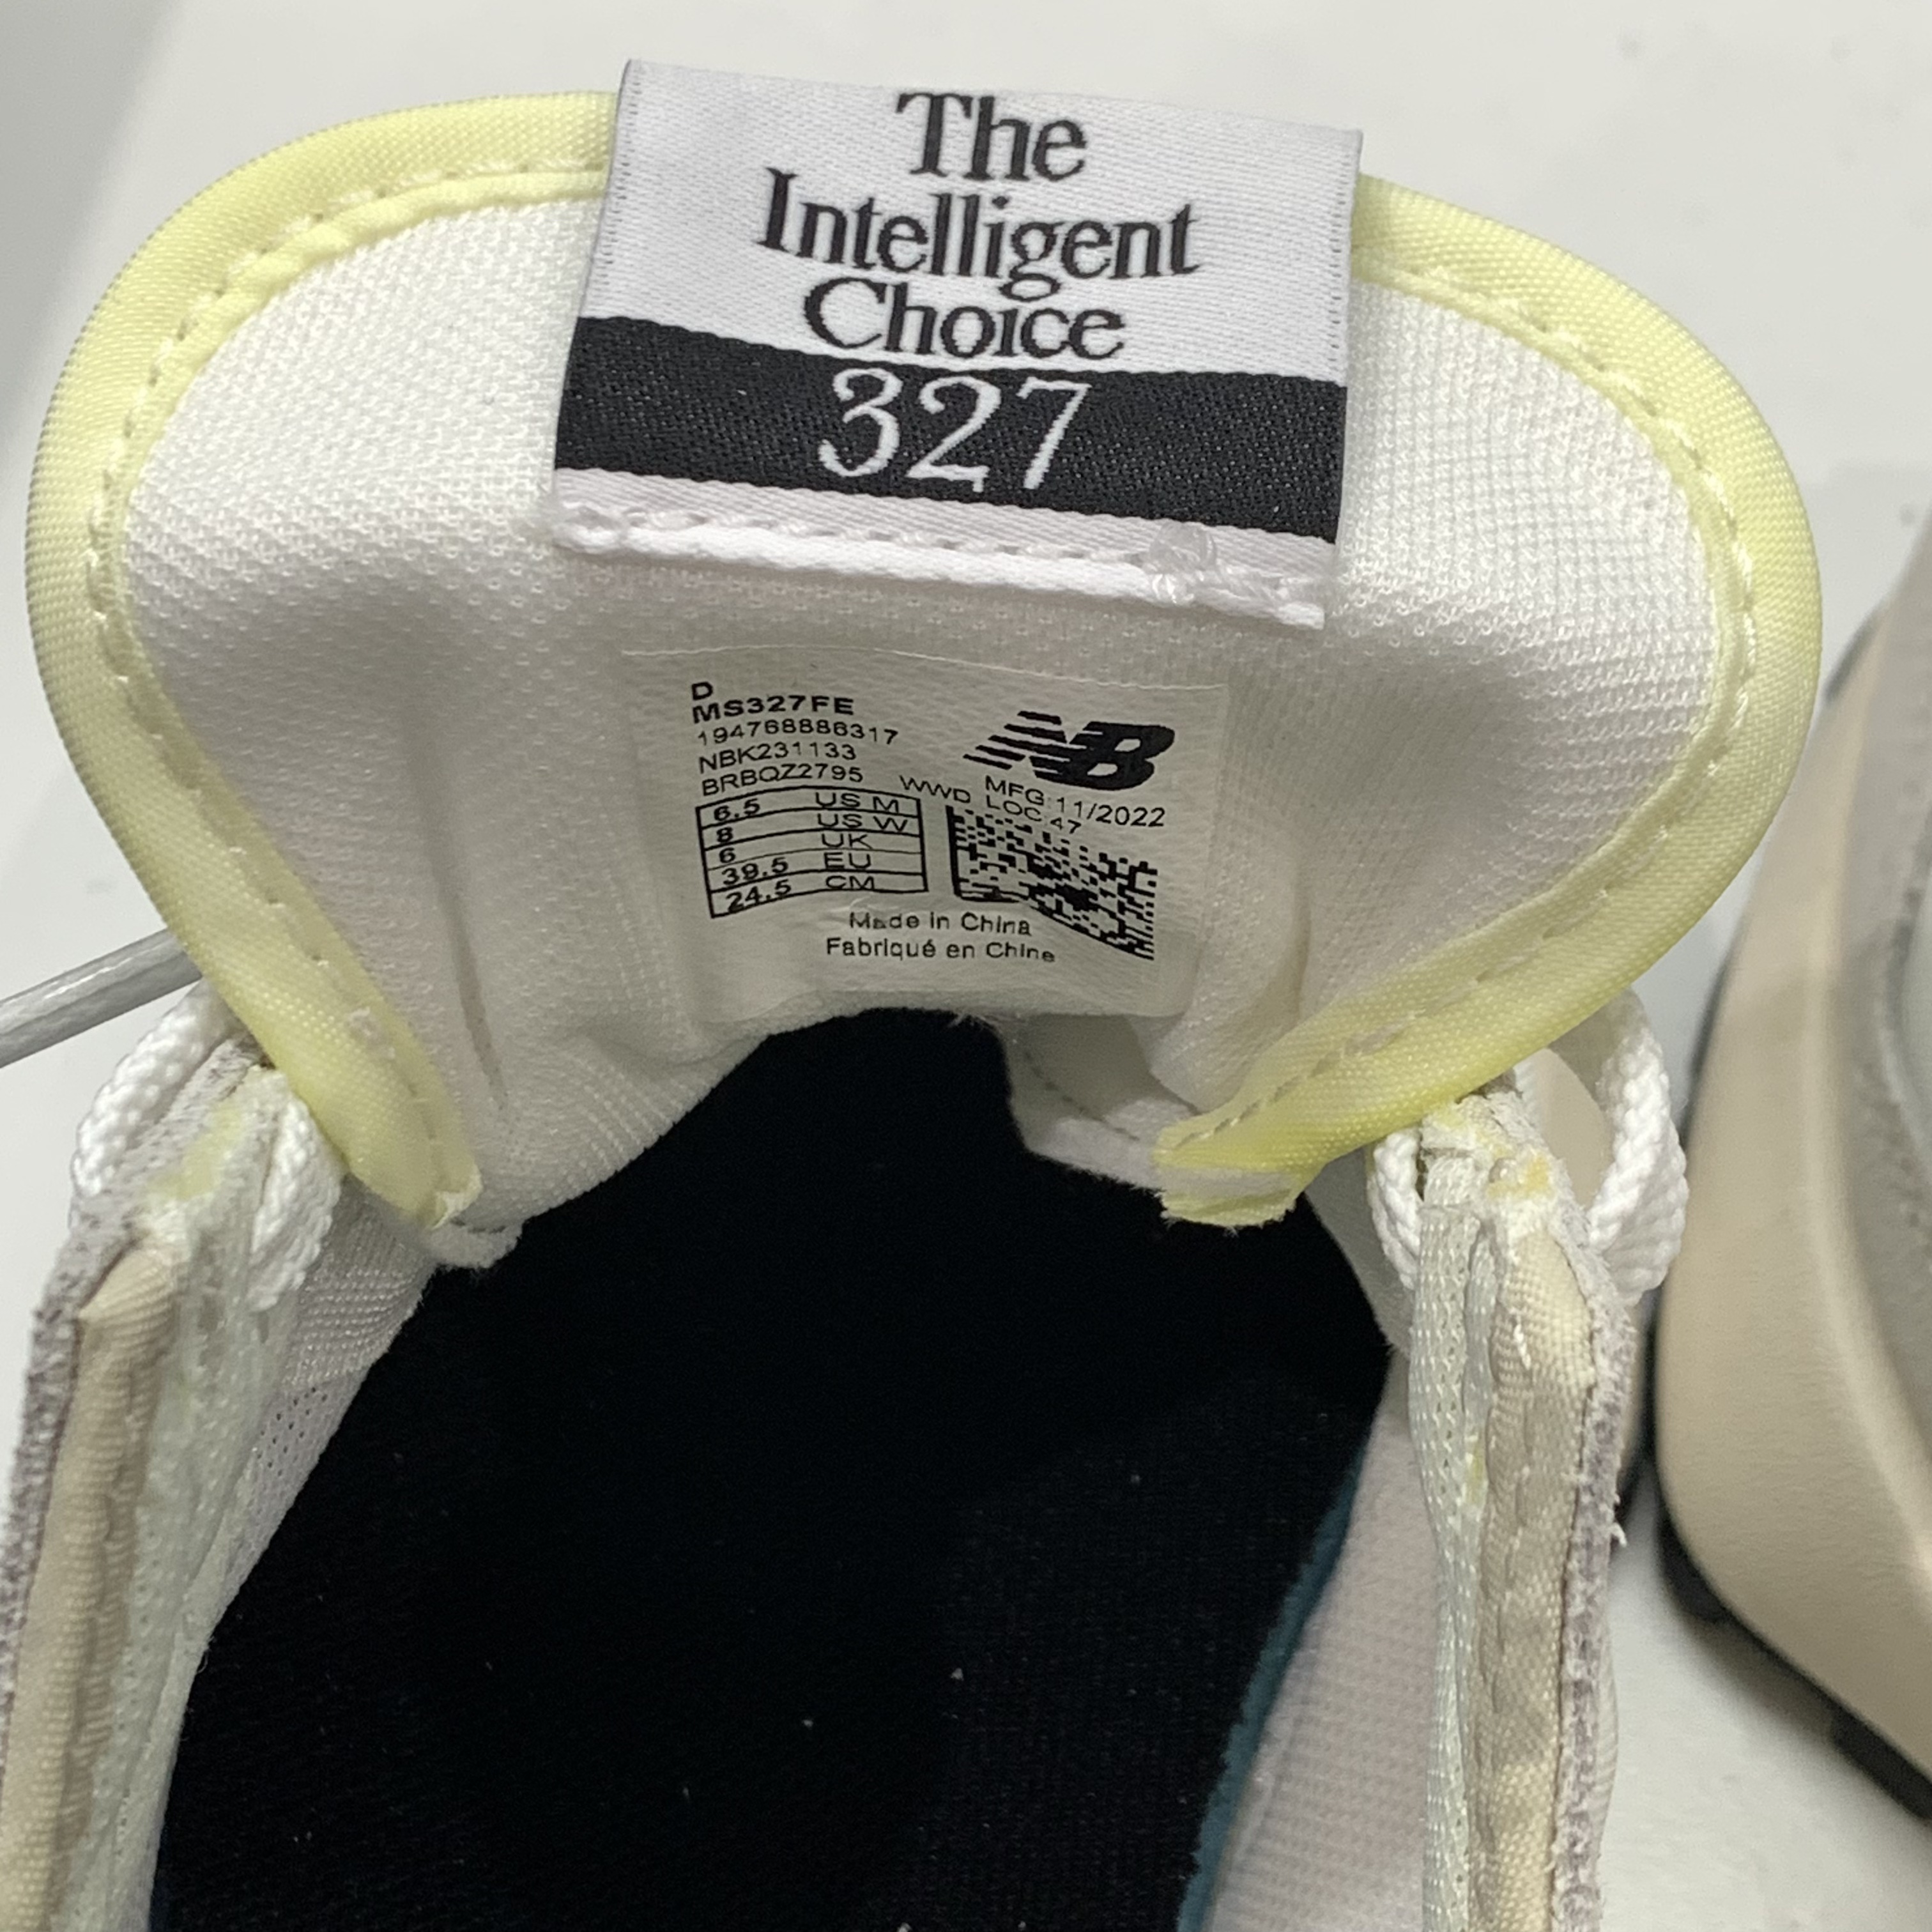 The
Intelligent
Choice
327
D
MS327FE
194768886317
NBK231133
BRBQZ2795
NB
WWD MFG:11/2022
LOC:47
6.5 US M
8 US W
6 UK
39.5 EU
24.5 CM
Made in China
Fabriqué en Chine